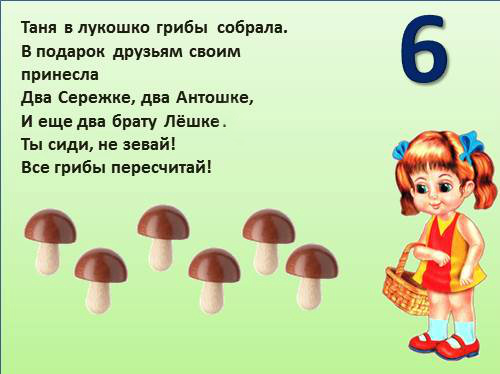 Таня в лукошко грибы собрала.
В подарок друзьям своим
принесла
Два Сережке, два Антошке,
И еще два брату Лёшке.
Ты сиди, не зевай!
Все грибы пересчитай!
6